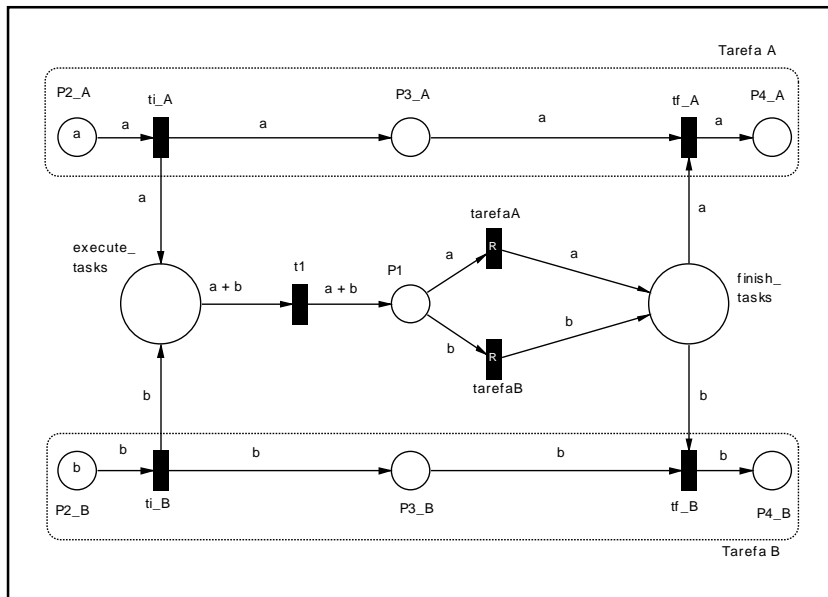 Tarefa A
P2_A
ti_A
P3_A
tf_A
P4_A
a
a
a
a
a
a
a
execute_
tasks
a + b
t1
a + b
P1
a
tarefaA
R
a
b
R
tarefaB
b
finish_
tasks
b
b
b
b
b
b
b
P2_B
ti_B
P3_B
tf_B
P4_B
Tarefa B